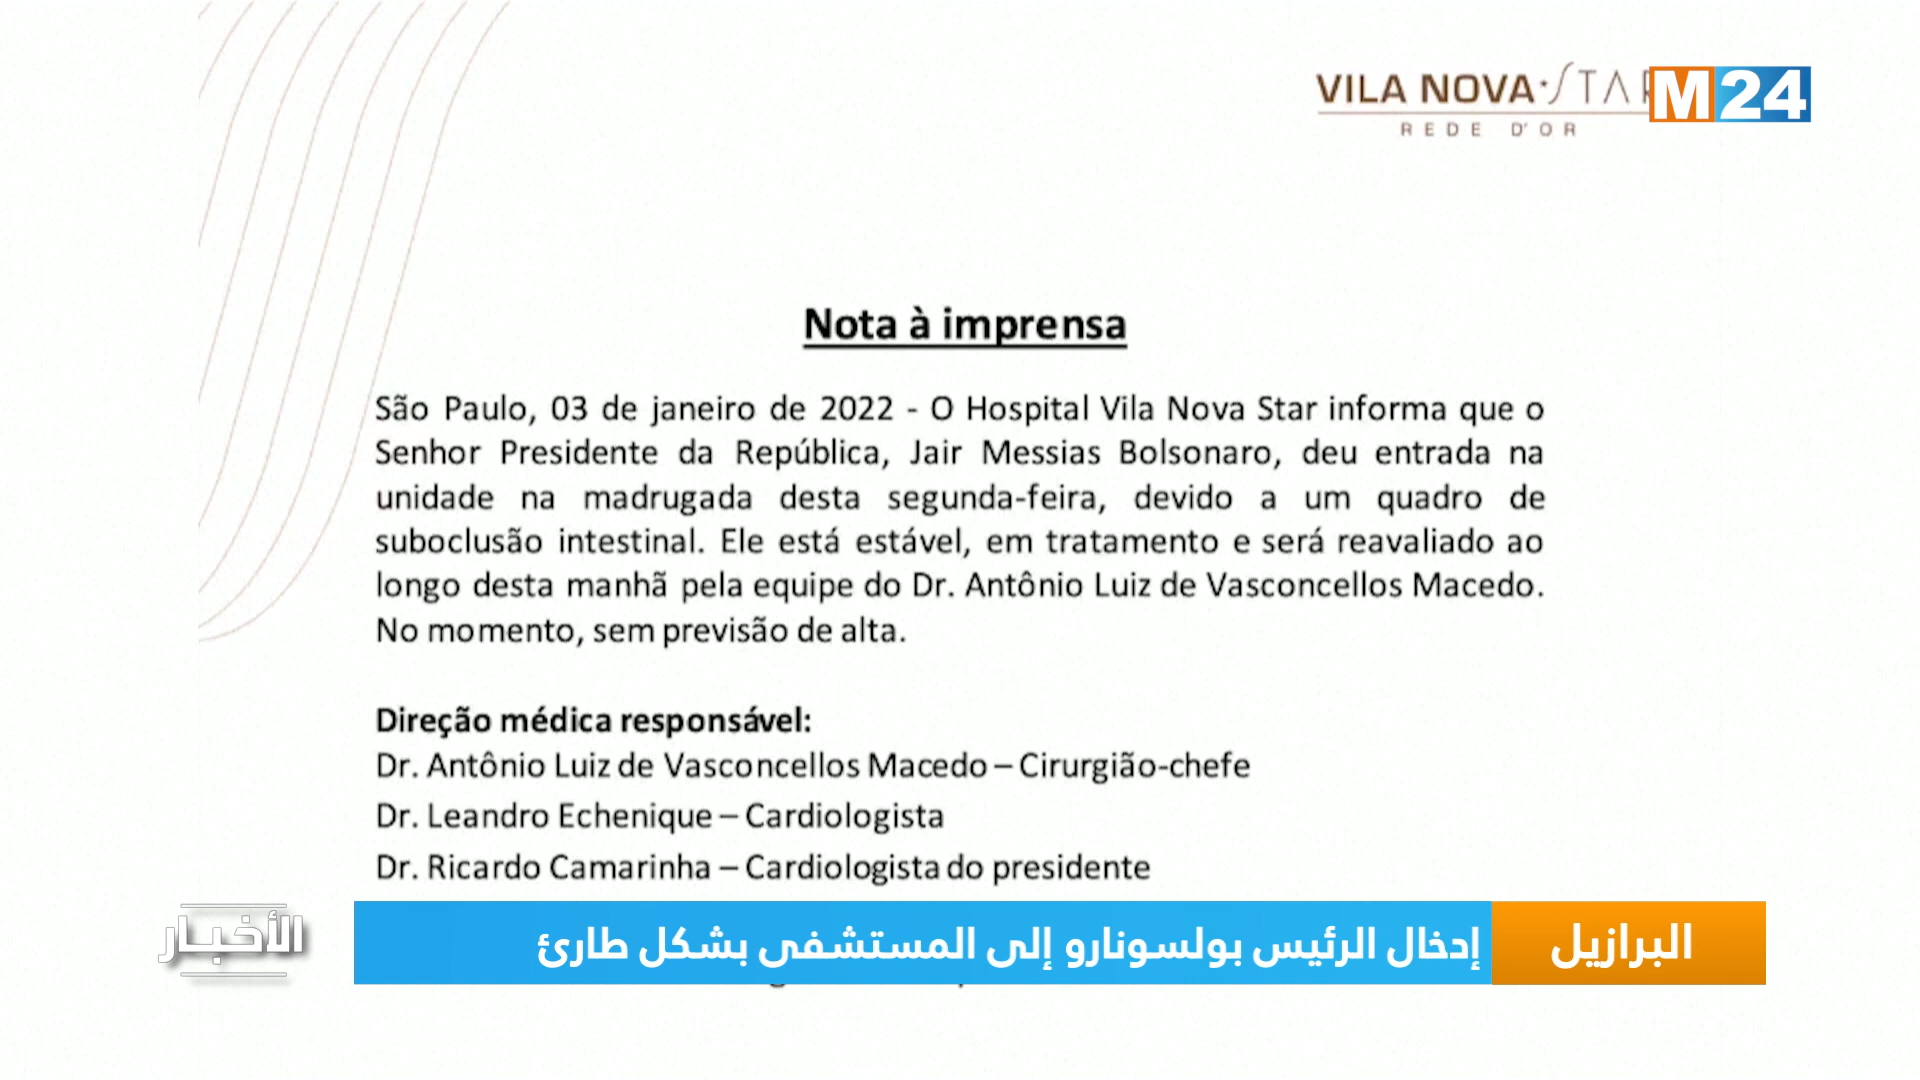 VILA NOVA STAR
M24
REDE D'OR
Nota à imprensa
São Paulo, 03 de janeiro de 2022 - O Hospital Vila Nova Star informa que o
Senhor Presidente da República, Jair Messias Bolsonaro, deu entrada na
unidade na madrugada desta segunda-feira, devido a um quadro de
suboclusão intestinal. Ele está estável, em tratamento e será reavaliado ao
longo desta manhã pela equipe do Dr. Antônio Luiz de Vasconcellos Macedo.
No momento, sem previsão de alta.
Direção médica responsável:
Dr. Antônio Luiz de Vasconcellos Macedo – Cirurgião-chefe
Dr. Leandro Echenique – Cardiologista
Dr. Ricardo Camarinha – Cardiologista do presidente
البرازيل
إدخال الرئيس بولسونارو إلى المستشفى بشكل طارئ
الأخبار